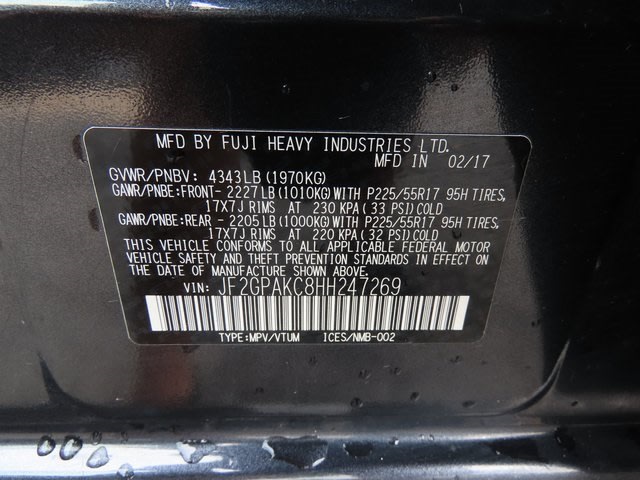 MFD BY FUJI HEAVY INDUSTRIES LTD.
MFD IN 02/17
GVWR/PNBV: 4343LB(1970KG)
GAWR/PNBE:FRONT- 2227LB(1010KG)WITH P225/55R17 95H TIRES,
17X7J RIMS AT 230 KPA(33 PSI)COLD
GAWR/PNBE:REAR - 2205LB(1000KG)WITH P225/55R17 95H TIRES,
17X7J RIMS AT 220 KPA(32 PSI)COLD
THIS VEHICLE CONFORMS TO ALL APPLICABLE FEDERAL MOTOR
VEHICLE SAFETY AND THEFT PREVENTION STANDARDS IN EFFECT
ON THE DATE OF MANUFACTURE SHOWN ABOVE.
VIN: JF2GPAKC8HH247269
TYPE:MPV/VTUM ICES/NMB-002